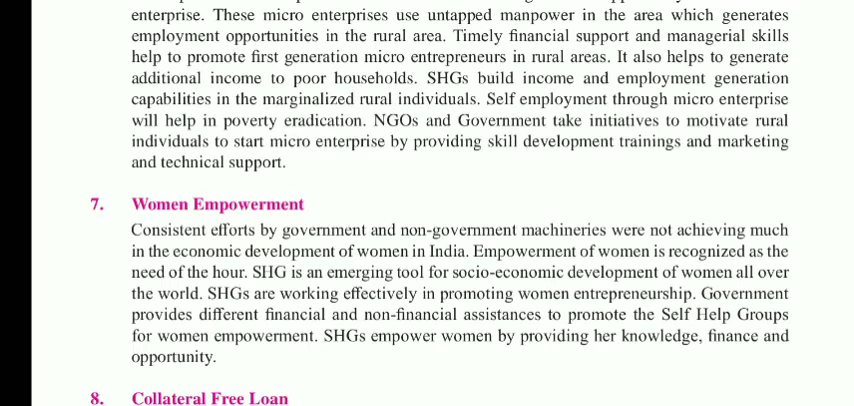 enterprise. These micro enterprises use untapped manpower in the area which generates
employment opportunities in the rural area. Timely financial support and managerial skills
help to promote first generation micro entrepreneurs in rural areas. It also helps to generate
additional income to poor households. SHGs build income and employment generation
capabilities in the marginalized rural individuals. Self employment through micro enterprise
will help in poverty eradication. NGOs and Government take initiatives to motivate rural
individuals to start micro enterprise by providing skill development trainings and marketing
and technical support.
7. Women Empowerment
Consistent efforts by government and non-government machineries were not achieving much
in the economic development of women in India. Empowerment of women is recognized as the
need of the hour. SHG is an emerging tool for socio-economic development of women all over
the world. SHGs are working effectively in promoting women entrepreneurship. Government
provides different financial and non-financial assistances to promote the Self Help Groups
for women empowerment. SHGs empower women by providing her knowledge, finance and
opportunity.
8. Collateral Free Loan